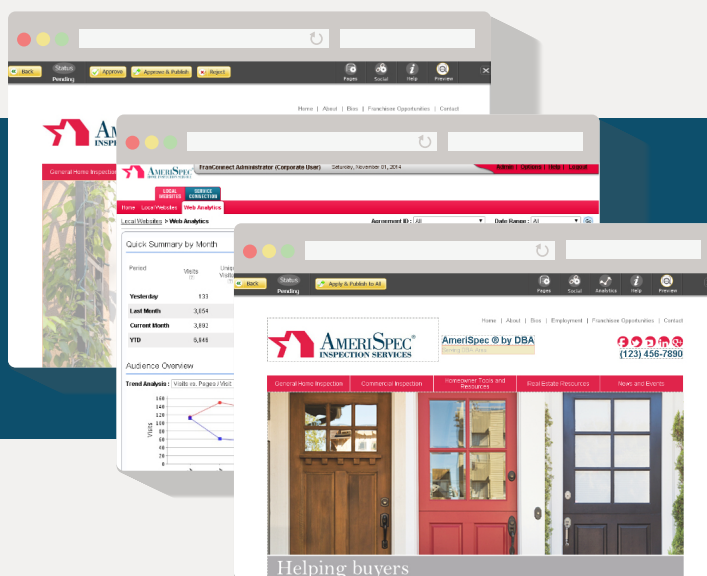 Back
Status
Pending
Approve
Approve & Publish
Reject
Pages
Social
Help
Preview
Home | About | Bios | Franchise Opportunities | Contact
INSPECTION
General Home Inspection
AMERISPEC
FranConnect Administrator (Corporate User)
Saturday, November 01, 2014
Admin | Options | Help | Logout
LOCAL WEBSITES
SERVICE CONNECTION
Home Local Websites Web Analytics
Local Websites > Web Analytics
Agreement ID : All
Date Range : All
Go
Quick Summary by Month
Period
Visits
Yesterday 133
Last Month 3,054
Current Month 3,892
YTD 6,946
Audience Overview
Trend Analysis : Visits vs. Pages / Visit
Visits
160
140
120
100
80
60
40
20
0
Back
Status
Pending
Apply & Publish to All
Pages
Social
Analytics
Help
Preview
Home | About | Bios | Employment | Franchise Opportunities | Contact
AMERISPEC®
INSPECTION SERVICES
AmeriSpec ® by DBA
Serving DBA Area
(123) 456-7890
General Home Inspection
Commercial Inspection
Homeowner Tools and
Resources
Real Estate Resources
News and Events
Helping buyers